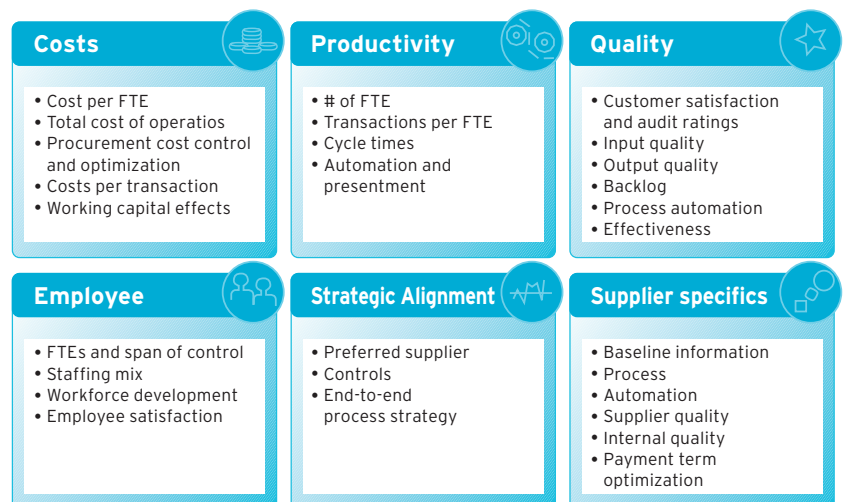 Costs
• Cost per FTE
• Total cost of operatios
• Procurement cost control
and optimization
• Costs per transaction
• Working capital effects
Productivity
• # of FTE
• Transactions per FTE
• Cycle times
• Automation and
presentment
Quality
• Customer satisfaction
and audit ratings
• Input quality
• Output quality
• Backlog
• Process automation
• Effectiveness
Employee
• FTEs and span of control
• Staffing mix
• Workforce development
• Employee satisfaction
Strategic Alignment
• Preferred supplier
• Controls
• End-to-end
process strategy
Supplier specifics
• Baseline information
• Process
• Automation
• Supplier quality
• Internal quality
• Payment term
optimization